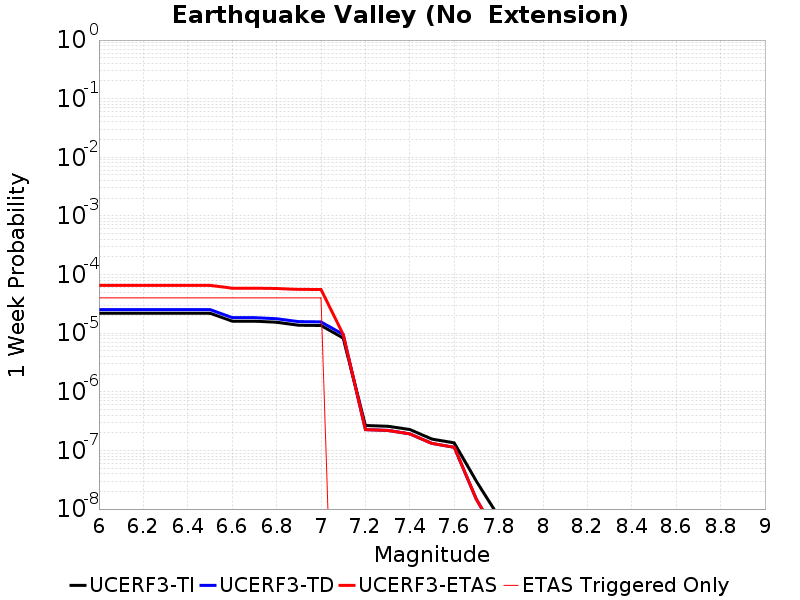 Earthquake Valley (No  Extension)
10^0
10^-1
10^-2
10^-3
10^-4
10^-5
10^-6
10^-7
10^-8
1 Week Probability
6 6.2 6.4 6.6 6.8 7 7.2 7.4 7.6 7.8 8 8.2 8.4 8.6 8.8 9
Magnitude
UCERF3-TI UCERF3-TD UCERF3-ETAS ETAS Triggered Only